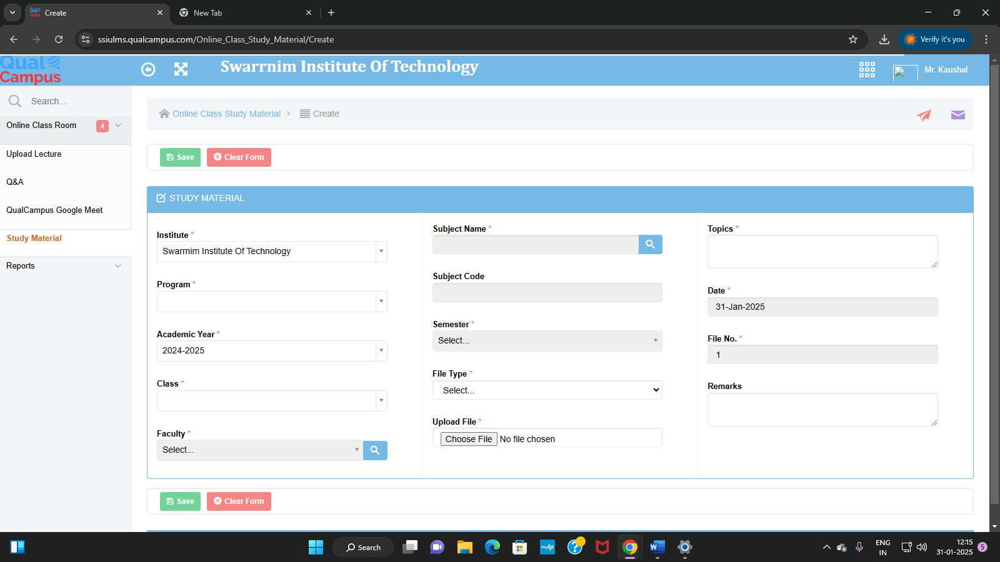 Create
New Tab
ssiulms.qualcampus.com/Online_Class_Study_Material/Create
P
Verify it's you
Qual
Campus
Swarrnim Institute Of Technology
Mr. Kaushal
Search...
Online Class Study Material
Create
Online Class Room 4
Upload Lecture
Q&A
QualCampus Google Meet
Study Material
Reports
Save
Clear Form
STUDY MATERIAL
Institute *
Swarrnim Institute Of Technology
Program *
Academic Year *
2024-2025
Class *
Faculty *
Select...
Subject Name *
Subject Code
Semester *
Select...
File Type *
Select...
Upload File *
Choose File No file chosen
Topics *
Date *
31-Jan-2025
File No. *
1
Remarks
Save
Clear Form
Search
myhp
W
ENG
IN
12:15
31-01-2025
5